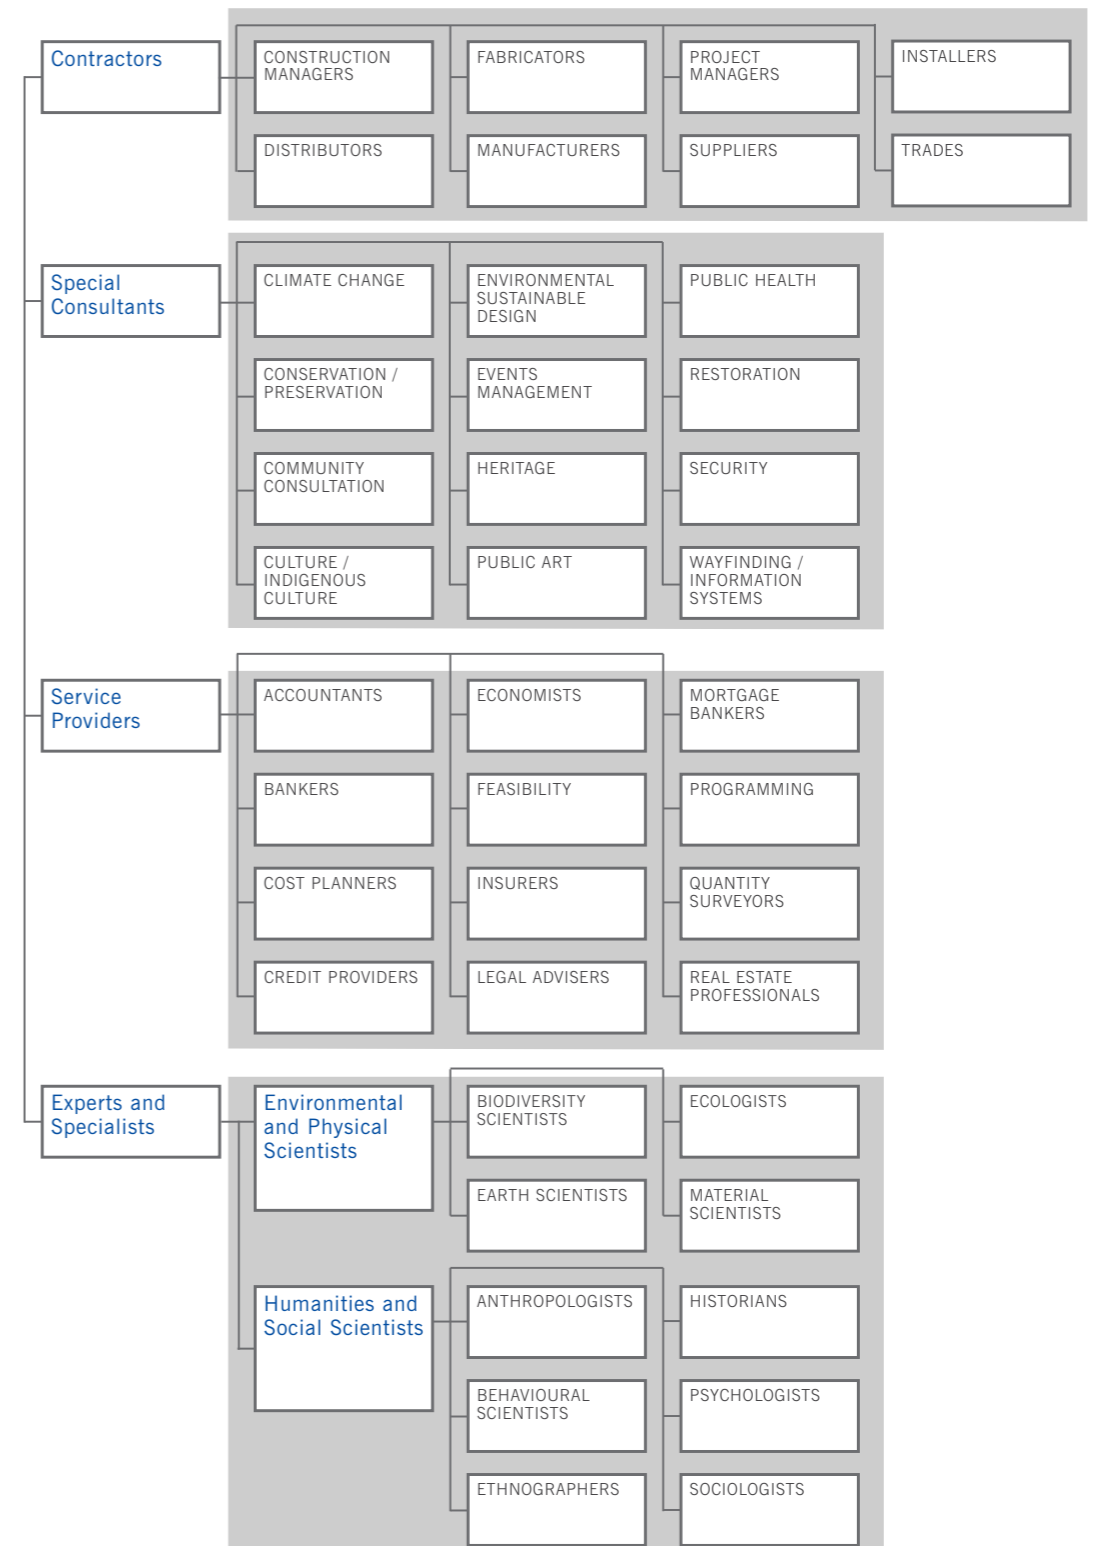 Contractors
CONSTRUCTION
MANAGERS
FABRICATORS
PROJECT
MANAGERS
INSTALLERS
DISTRIBUTORS
MANUFACTURERS
SUPPLIERS
TRADES
Special
Consultants
CLIMATE CHANGE
ENVIRONMENTAL
SUSTAINABLE
DESIGN
PUBLIC HEALTH
CONSERVATION /
PRESERVATION
EVENTS
MANAGEMENT
RESTORATION
COMMUNITY
CONSULTATION
HERITAGE
SECURITY
CULTURE /
INDIGENOUS
CULTURE
PUBLIC ART
WAYFINDING /
INFORMATION
SYSTEMS
Service
Providers
ACCOUNTANTS
ECONOMISTS
MORTGAGE
BANKERS
BANKERS
FEASIBILITY
PROGRAMMING
COST PLANNERS
INSURERS
QUANTITY
SURVEYORS
CREDIT PROVIDERS
LEGAL ADVISERS
REAL ESTATE
PROFESSIONALS
Experts and
Specialists
Environmental
and Physical
Scientists
BIODIVERSITY
SCIENTISTS
ECOLOGISTS
EARTH SCIENTISTS
MATERIAL
SCIENTISTS
Humanities and
Social Scientists
ANTHROPOLOGISTS
HISTORIANS
BEHAVIOURAL
SCIENTISTS
PSYCHOLOGISTS
ETHNOGRAPHERS
SOCIOLOGISTS